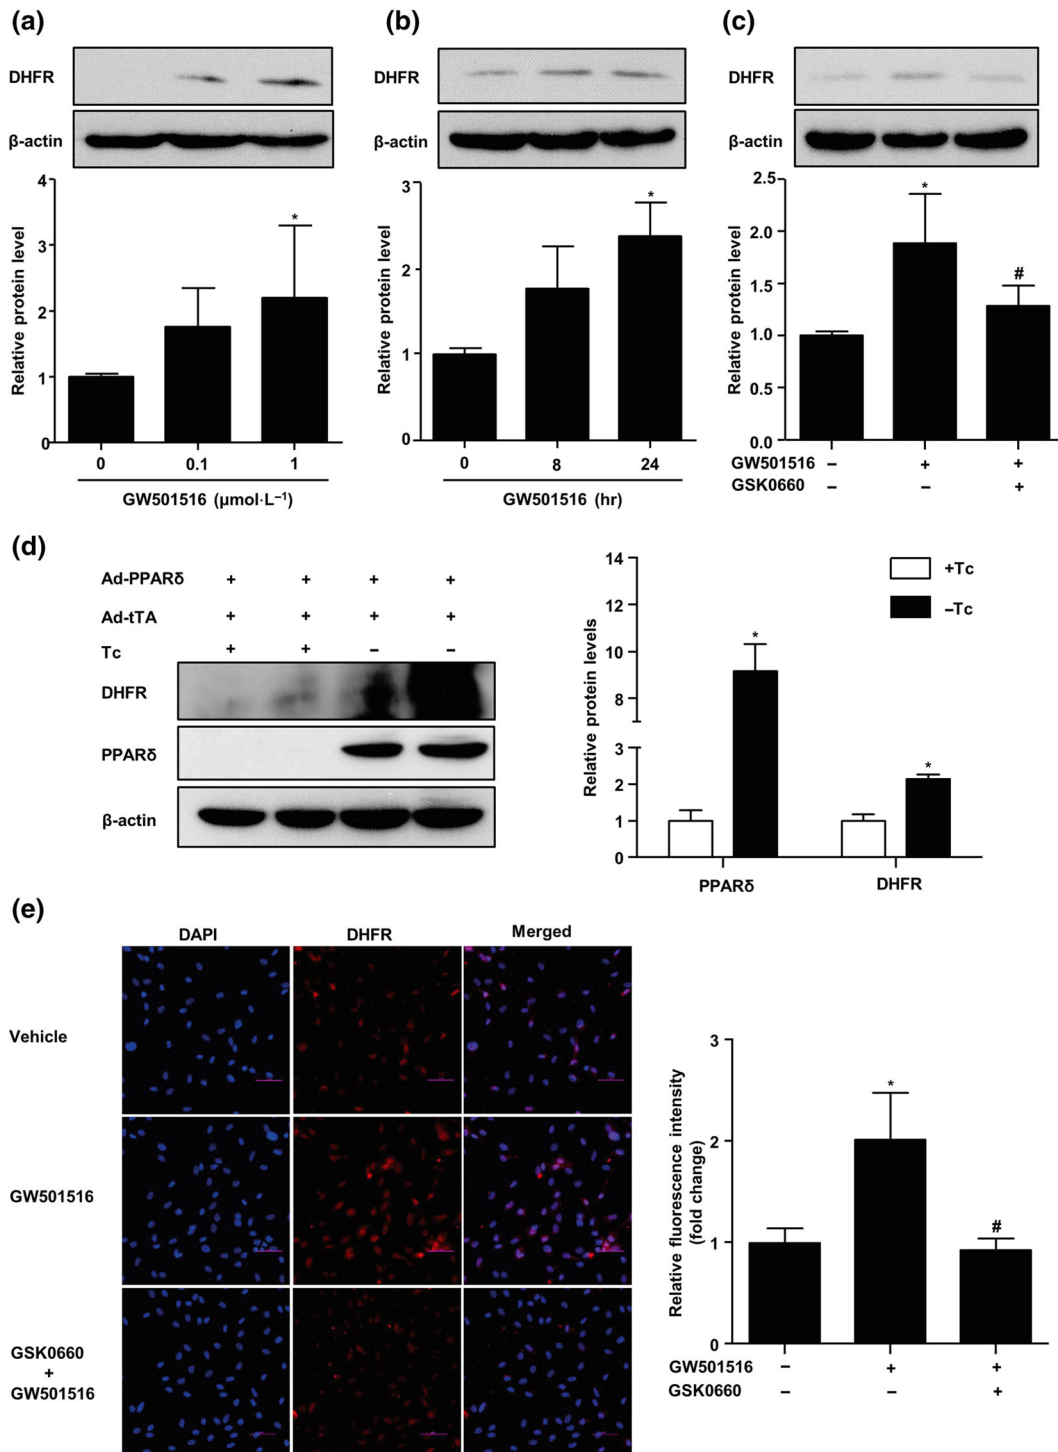 (a)
DHFR
β-actin
Relative protein level
4
3
2
1
0
*
0 0.1 1
GW501516 (µmol·L⁻¹)
(b)
DHFR
β-actin
Relative protein level
3
2
1
0
*
0 8 24
GW501516 (hr)
(c)
DHFR
β-actin
Relative protein level
2.5
2.0
1.5
1.0
0.5
0.0
*
#
GW501516 – + +
GSK0660 – – +
(d)
Ad-PPARδ + + + +
Ad-tTA + + + +
Tc + + – –
DHFR
PPARδ
β-actin
Relative protein levels
14
12
10
8
3
2
1
0
+Tc
–Tc
*
*
PPARδ DHFR
(e)
DAPI DHFR Merged
Vehicle
GW501516
GSK0660
+
GW501516
Relative fluorescence intensity
(fold change)
3
2
1
0
*
#
GW501516 – + +
GSK0660 – – +